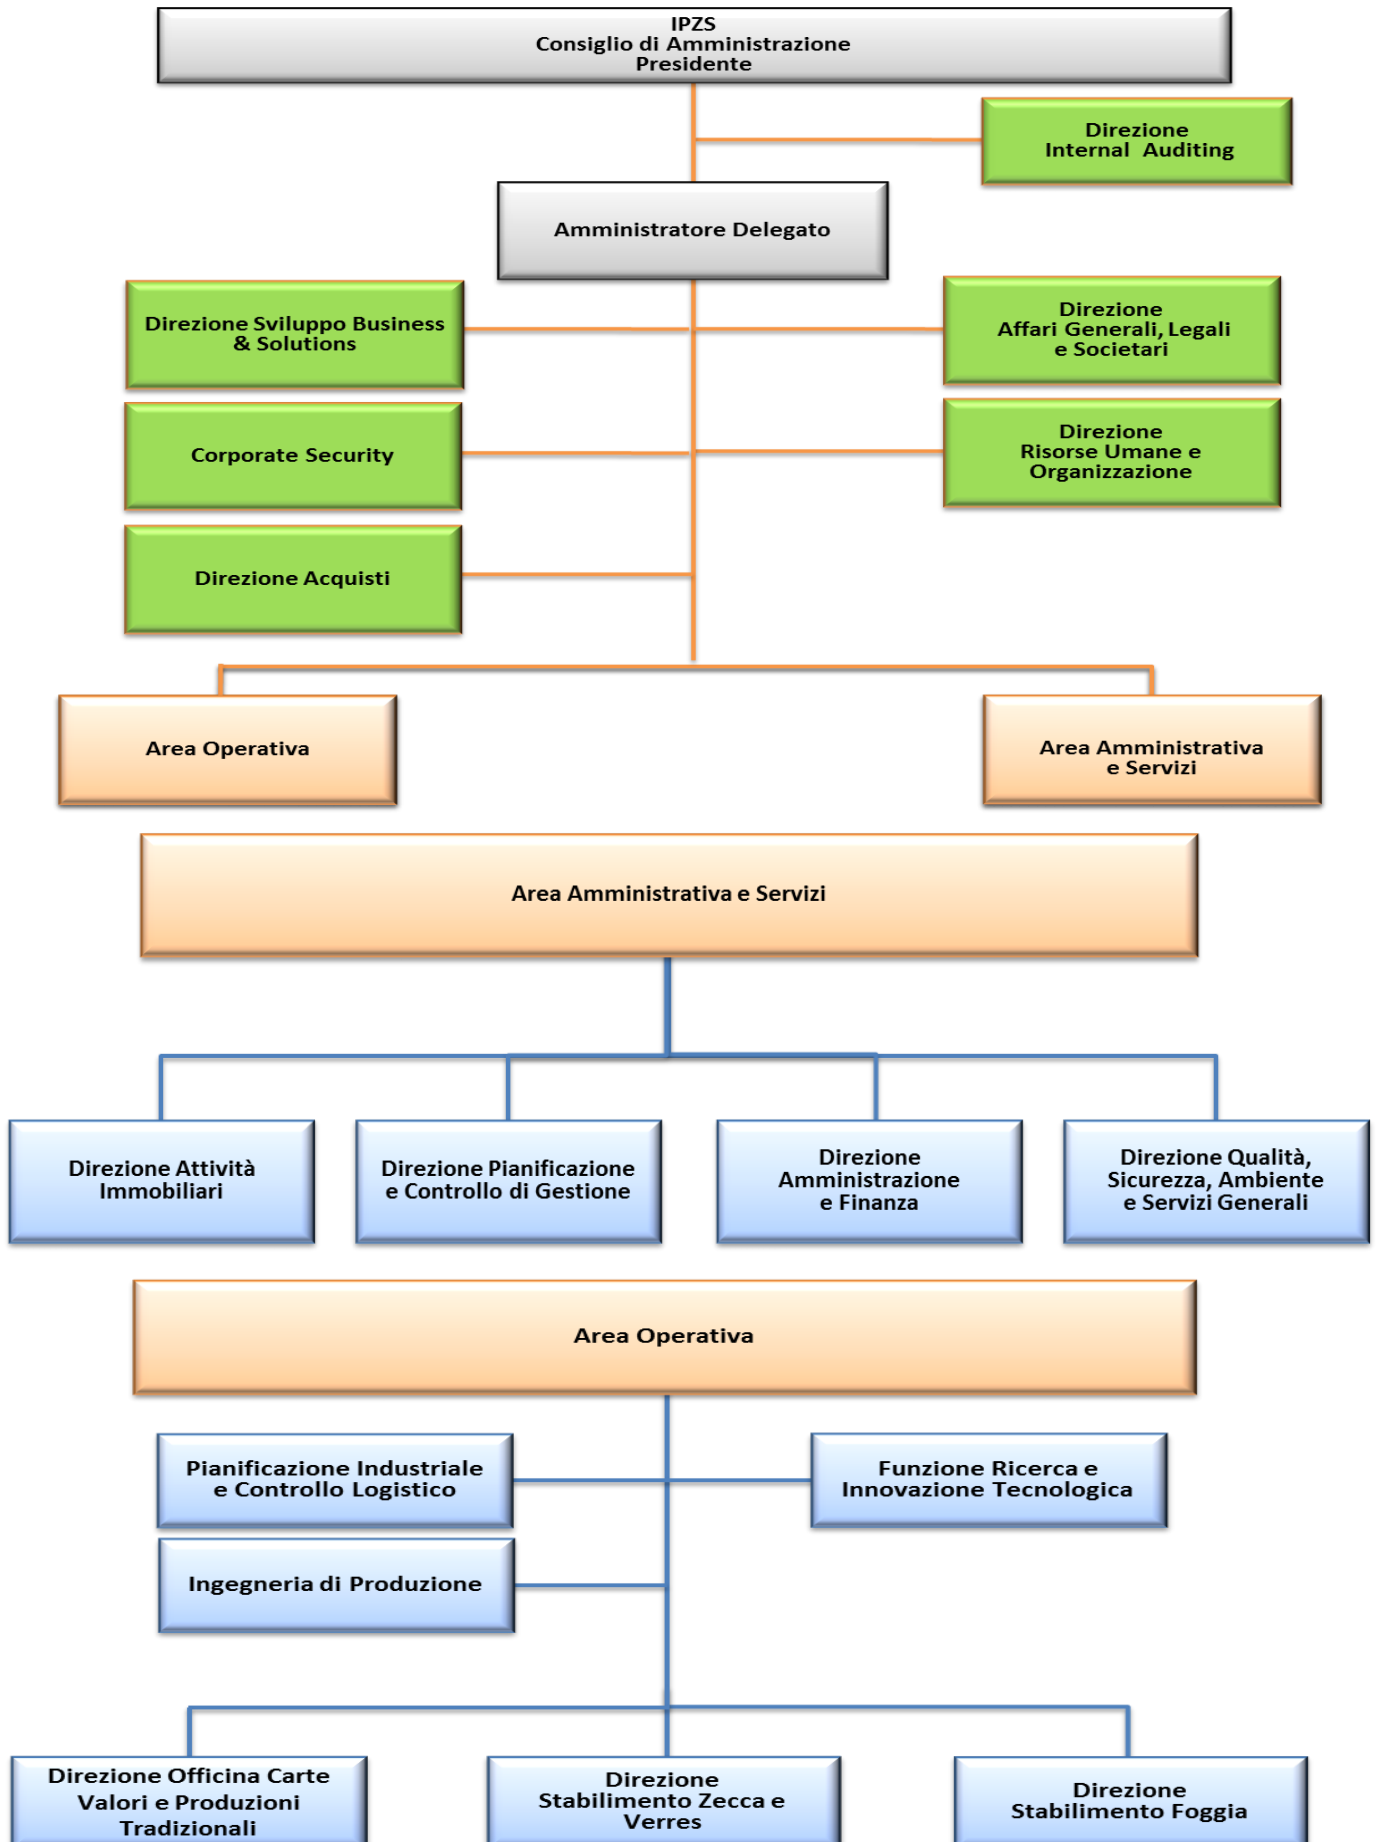 IPZS
Consiglio di Amministrazione
Presidente
Direzione
Internal Auditing
Amministratore Delegato
Direzione Sviluppo Business
& Solutions
Direzione
Affari Generali, Legali
e Societari
Corporate Security
Direzione
Risorse Umane e
Organizzazione
Direzione Acquisti
Area Operativa
Area Amministrativa
e Servizi
Area Amministrativa e Servizi
Direzione Attività
Immobiliari
Direzione Pianificazione
e Controllo di Gestione
Direzione
Amministrazione
e Finanza
Direzione Qualità,
Sicurezza, Ambiente
e Servizi Generali
Area Operativa
Pianificazione Industriale
e Controllo Logistico
Funzione Ricerca e
Innovazione Tecnologica
Ingegneria di Produzione
Direzione Officina Carte
Valori e Produzioni
Tradizionali
Direzione
Stabilimento Zecca e
Verres
Direzione
Stabilimento Foggia